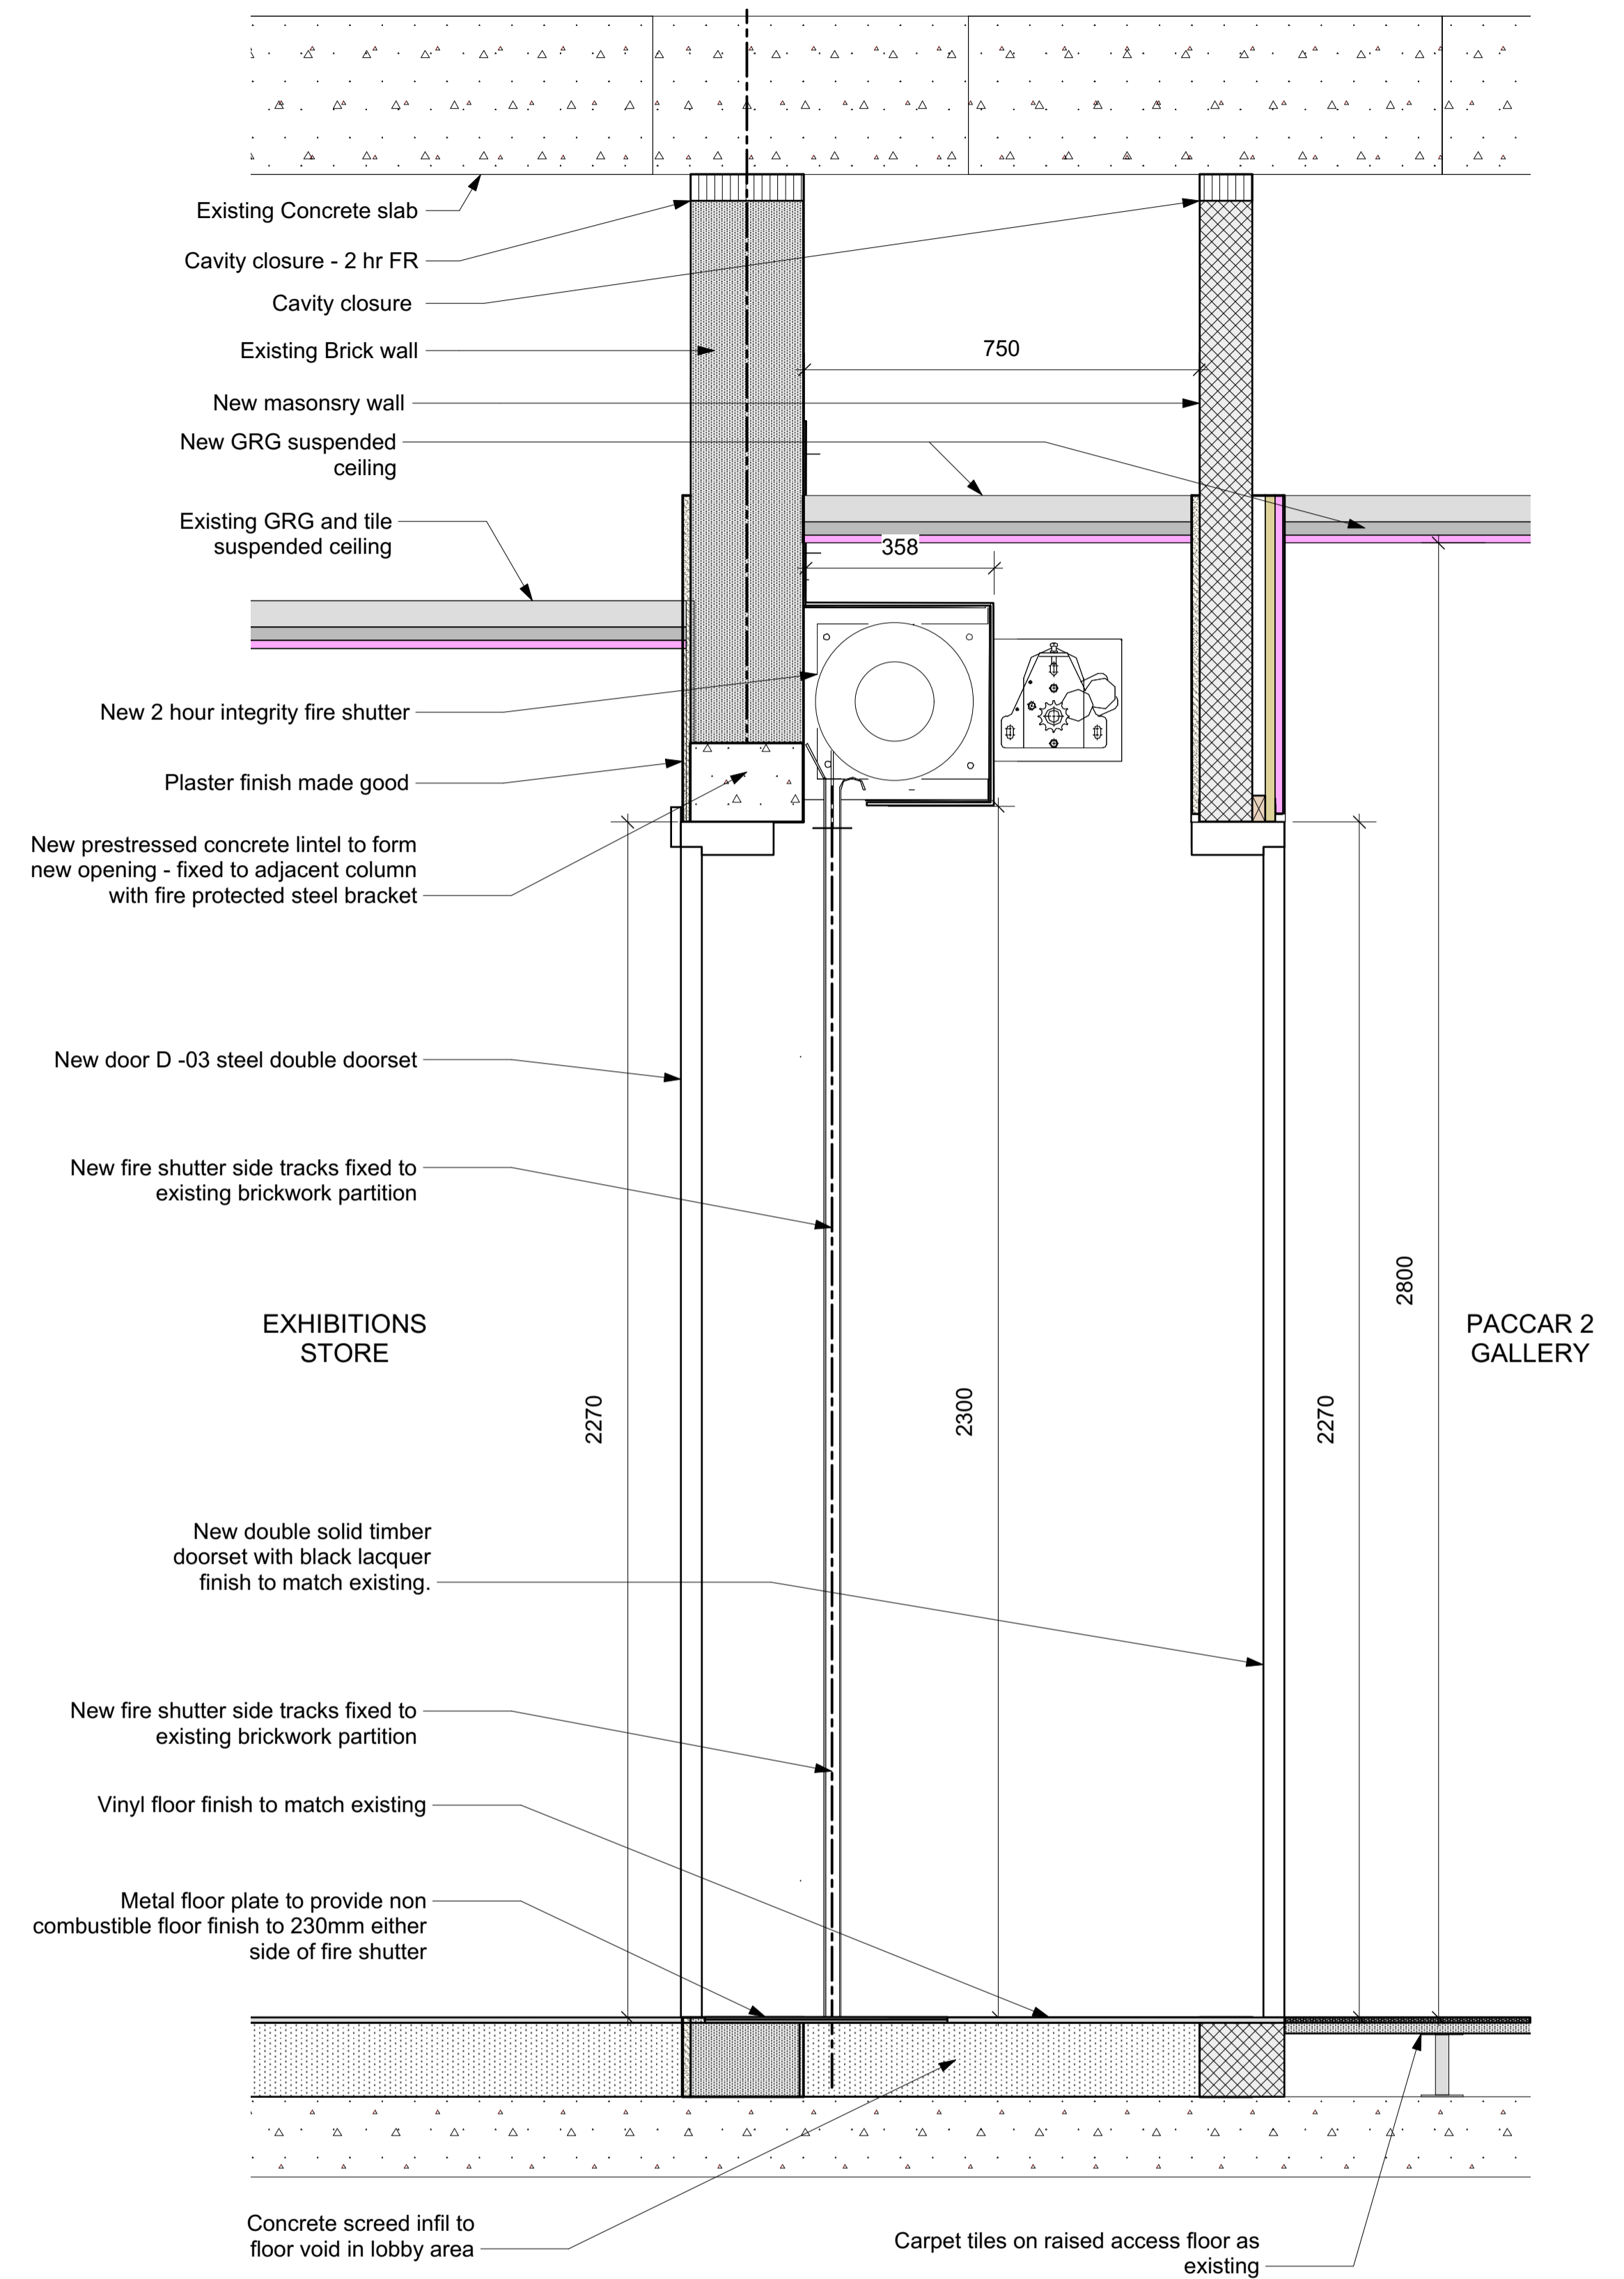 Existing Concrete slab
Cavity closure - 2 hr FR
Cavity closure
Existing Brick wall
750
New masonsry wall
New GRG suspended
ceiling
Existing GRG and tile
suspended ceiling
358
New 2 hour integrity fire shutter
Plaster finish made good
New prestressed concrete lintel to form
new opening - fixed to adjacent column
with fire protected steel bracket
New door D -03 steel double doorset
New fire shutter side tracks fixed to
existing brickwork partition
EXHIBITIONS
STORE
2270
2300
2270
2800
PACCAR 2
GALLERY
New double solid timber
doorset with black lacquer
finish to match existing.
New fire shutter side tracks fixed to
existing brickwork partition
Vinyl floor finish to match existing
Metal floor plate to provide non
combustible floor finish to 230mm either
side of fire shutter
Concrete screed infil to
floor void in lobby area
Carpet tiles on raised access floor as
existing